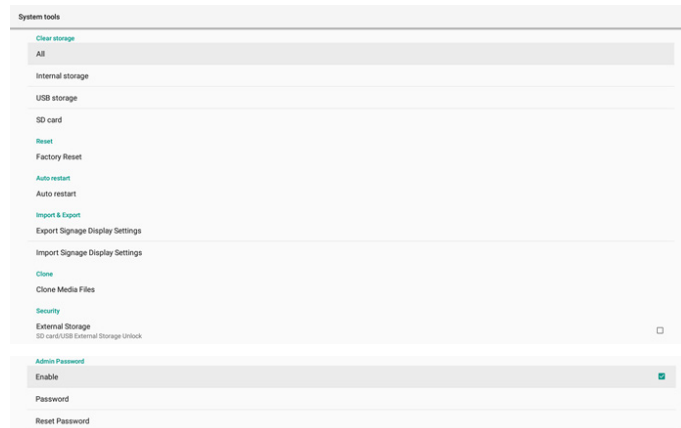 System tools
Clear storage
All
Internal storage
USB storage
SD card
Reset
Factory Reset
Auto restart
Auto restart
Import & Export
Export Signage Display Settings
Import Signage Display Settings
Clone
Clone Media Files
Security
External Storage
SD card/USB External Storage Unlock
Admin Password
Enable
Password
Reset Password